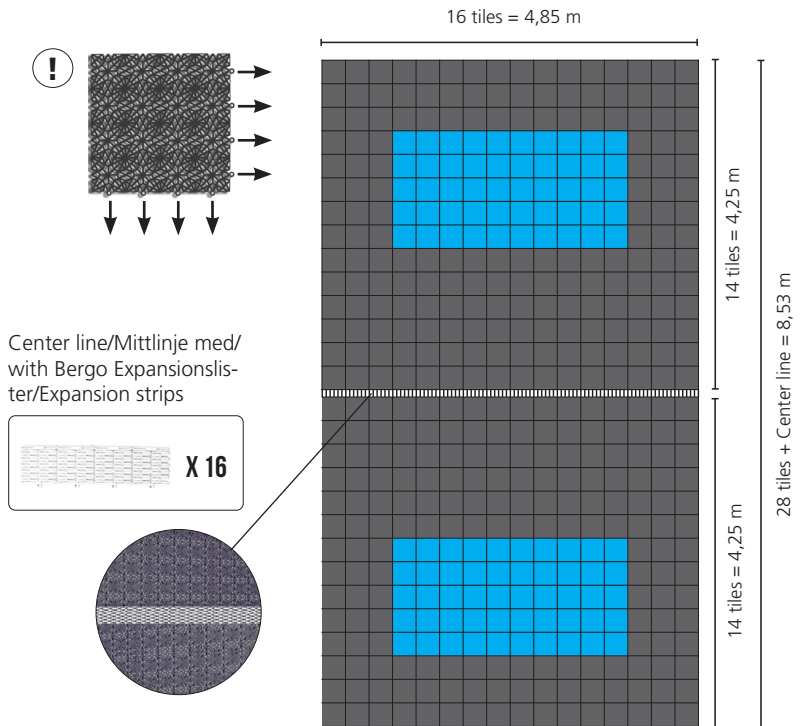 16 tiles = 4,85 m
!
14 tiles = 4,25 m
28 tiles + Center line = 8,53 m
Center line/Mittlinje med/
with Bergo Expansionslis-
ter/Expansion strips
X 16
14 tiles = 4,25 m